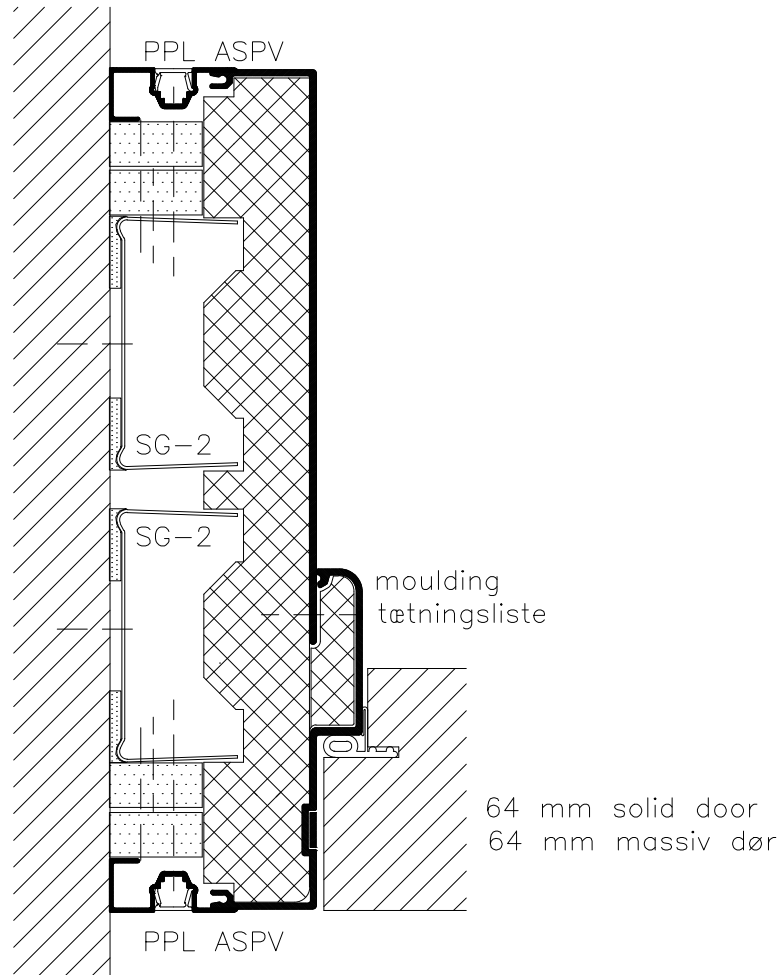 PPL ASPV
SG-2
SG-2
moulding
tætningsliste
64 mm solid door
64 mm massiv dør
PPL ASPV